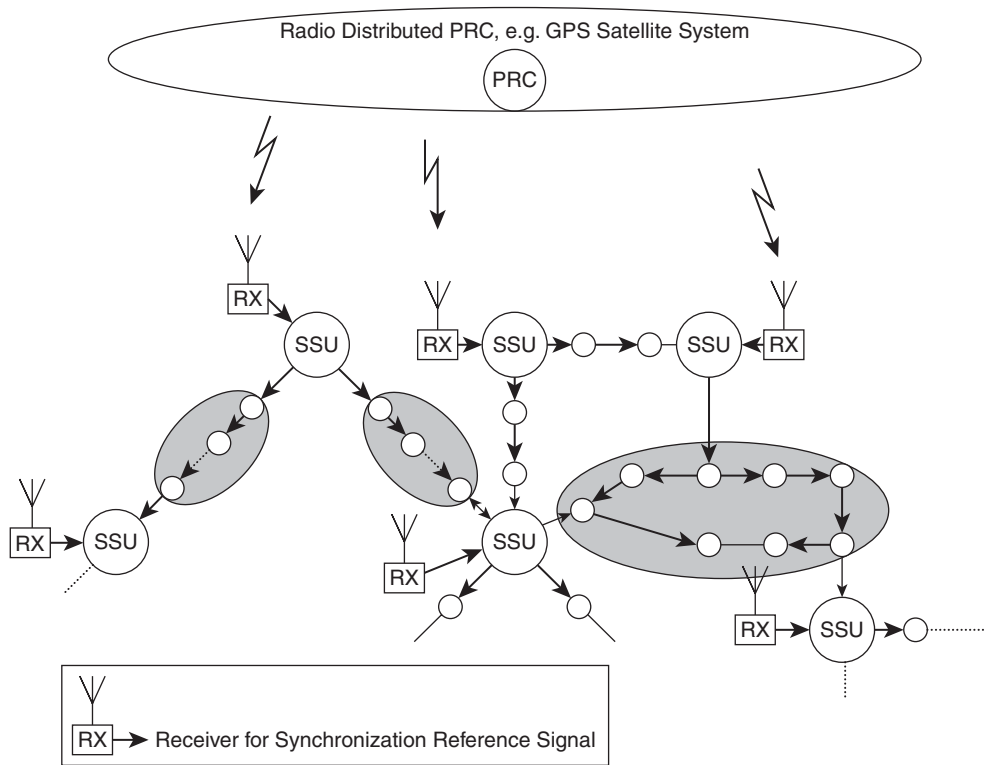 Radio Distributed PRC, e.g. GPS Satellite System
PRC
RX
SSU
RX
SSU
SSU
RX
RX
SSU
RX
SSU
RX
SSU
RX
Receiver for Synchronization Reference Signal